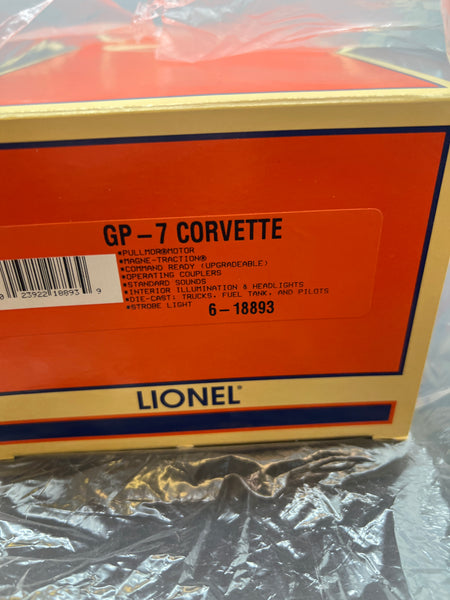 GP-7 CORVETTE
*PULLMOR®MOTOR
*MAGNE-TRACTION®
*COMMAND READY (UPGRADEABLE)
*OPERATING COUPLERS
*STANDARD SOUNDS
*INTERIOR ILLUMINATION & HEADLIGHTS
*DIE-CAST: TRUCKS, FUEL TANK, AND PILOTS
*STROBE LIGHT 6-18893
0 23922 18893 9
LIONEL®